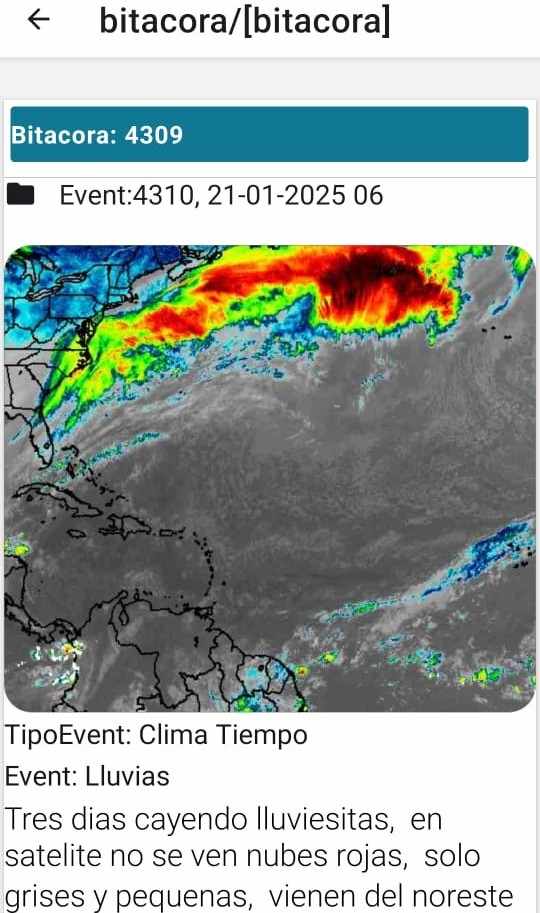 bitacora/[bitacora]
Bitacora: 4309
Event:4310, 21-01-2025 06
TipoEvent: Clima Tiempo
Event: Lluvias
Tres dias cayendo lluviesitas, en
satelite no se ven nubes rojas, solo
grises y pequenas, vienen del noreste